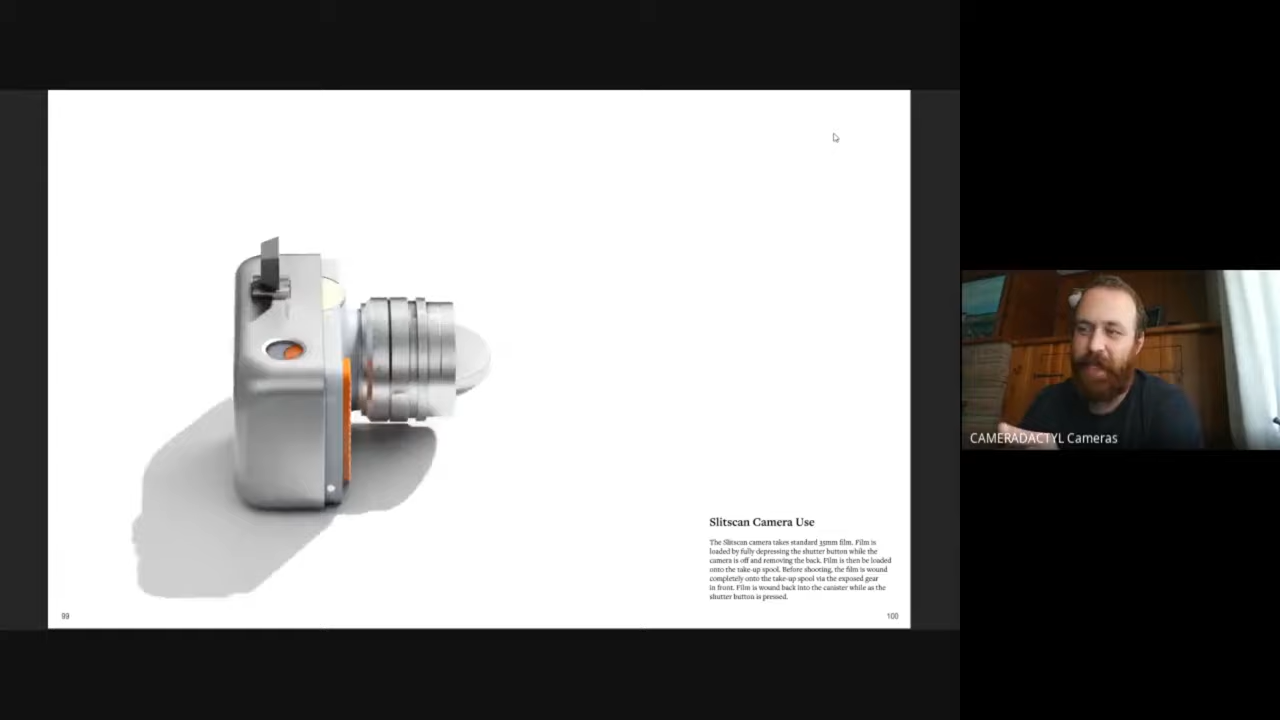 Slitscan Camera Use
The Slitscan camera takes standard 35mm film. Film is
loaded by fully depressing the shutter button while the
camera is off and removing the back. Film is then be loaded
onto the take-up spool. Before shooting, the film is wound
completely onto the take-up spool via the exposed gear
in front. Film is wound back into the canister while as the
shutter button is pressed.
99
100
CAMERADACTYL Cameras